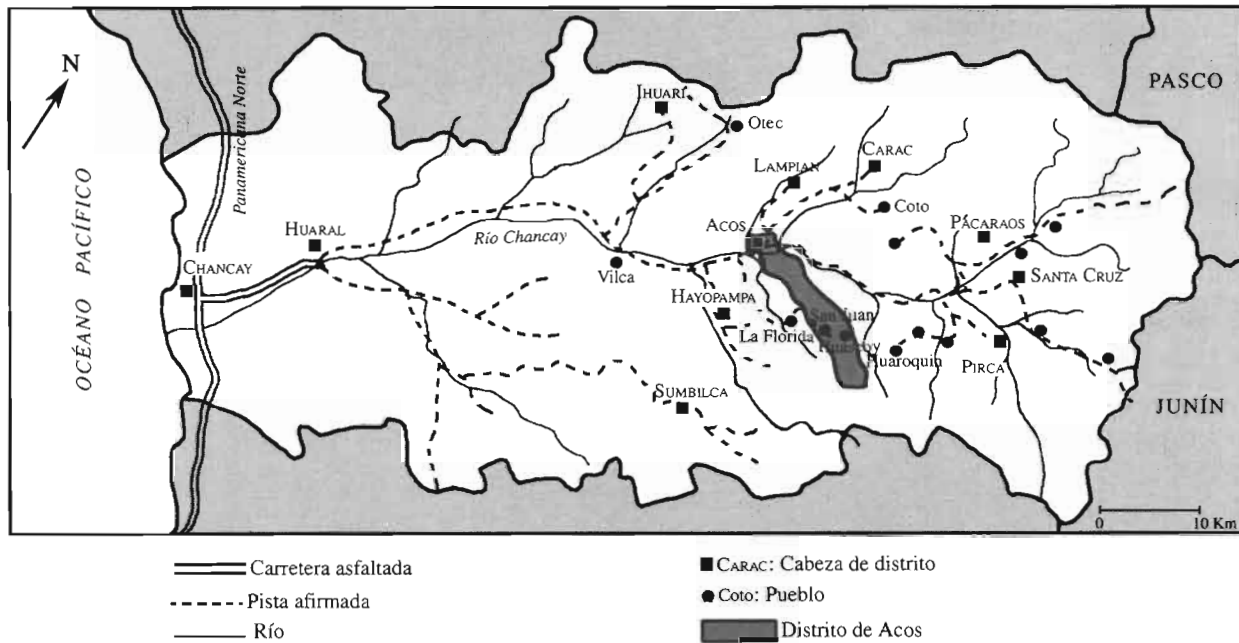 N
OCÉANO PACÍFICO
Panamericana Norte
CHANCAY
HUARAL
Río Chancay
IHUARI
Otec
Vilca
LAMPIAN
CARAC
Coto
ACOS
PÁCARAOS
SANTA CRUZ
HAYOPAMPA
La Florida
San Juan
Huaroquin
PIRCA
SUMBILCA
PASCO
JUNÍN
0 10 Km
Carretera asfaltada
Pista afirmada
Río
CARAC: Cabeza de distrito
Coto: Pueblo
Distrito de Acos